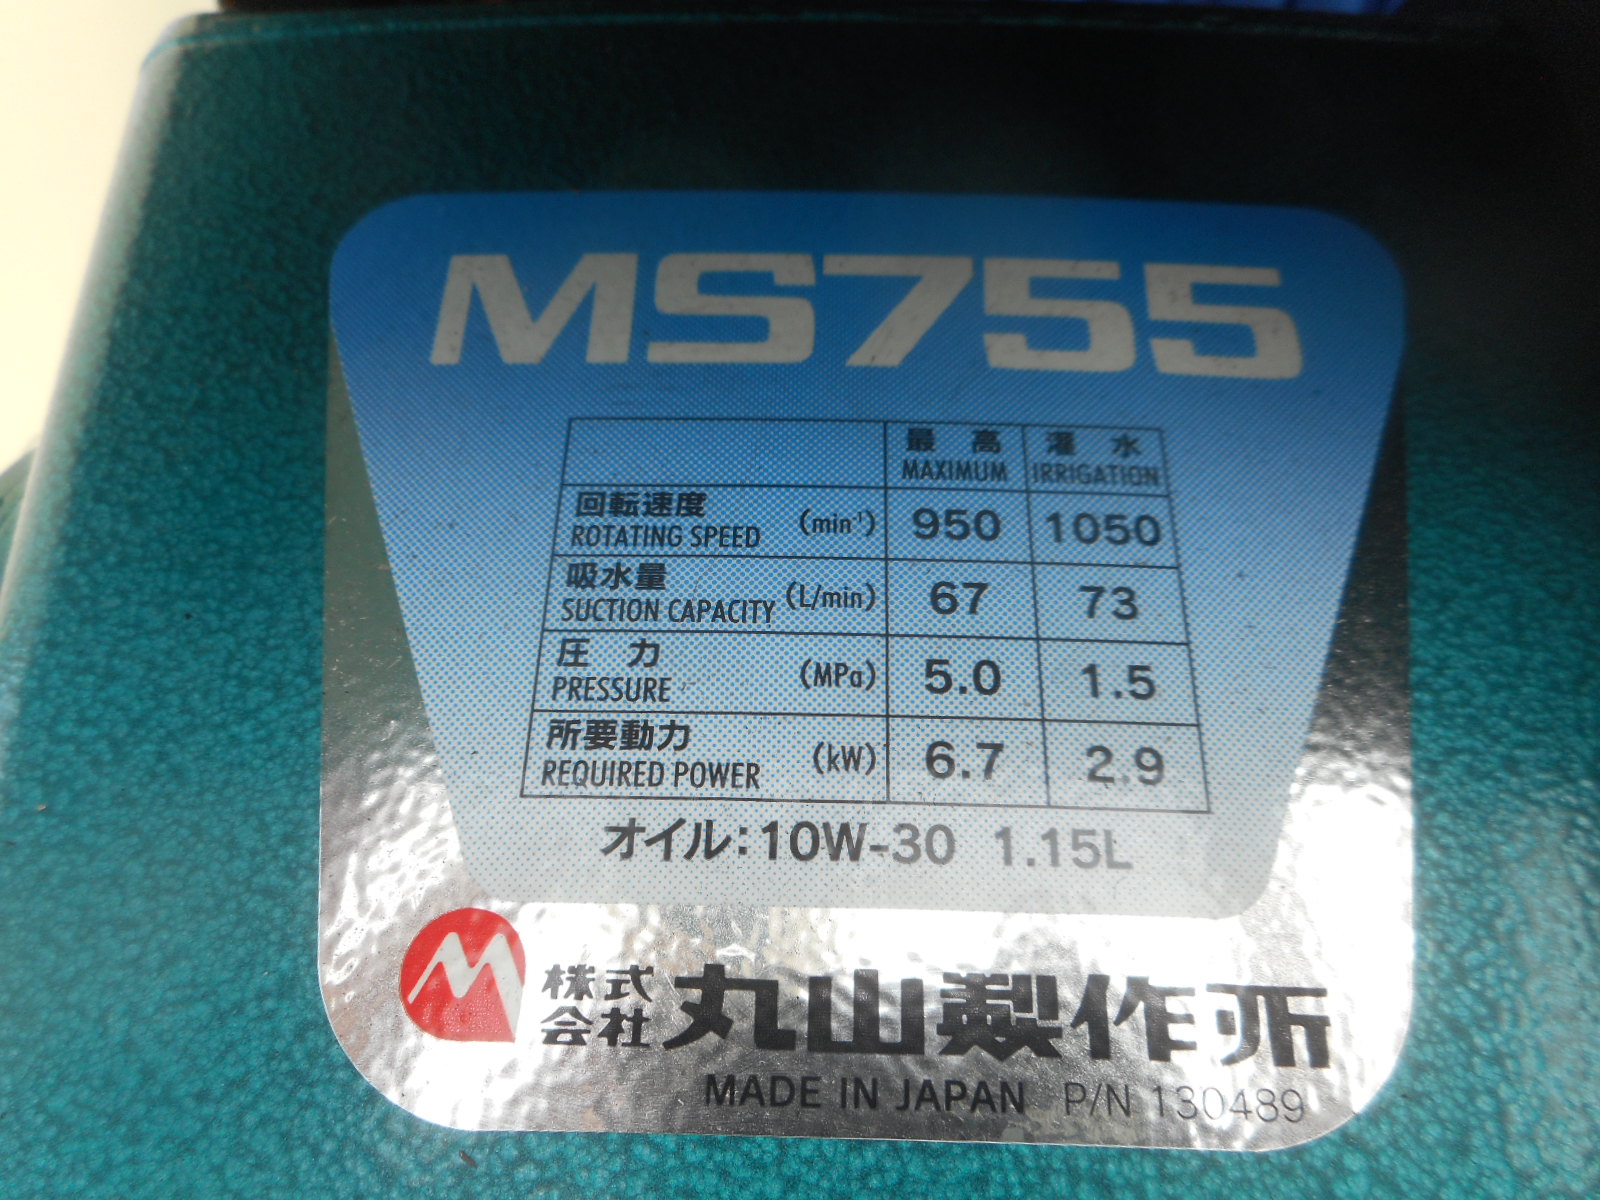 MS755
最高 灌水
MAXIMUM IRRIGATION
回転速度
ROTATING SPEED (min⁻¹) 950 1050
吸水量
SUCTION CAPACITY (L/min) 67 73
圧力
PRESSURE (MPa) 5.0 1.5
所要動力
REQUIRED POWER (kW) 6.7 2.9
オイル:10W-30 1.15L
株式会社 丸山製作所
MADE IN JAPAN P/N 130489